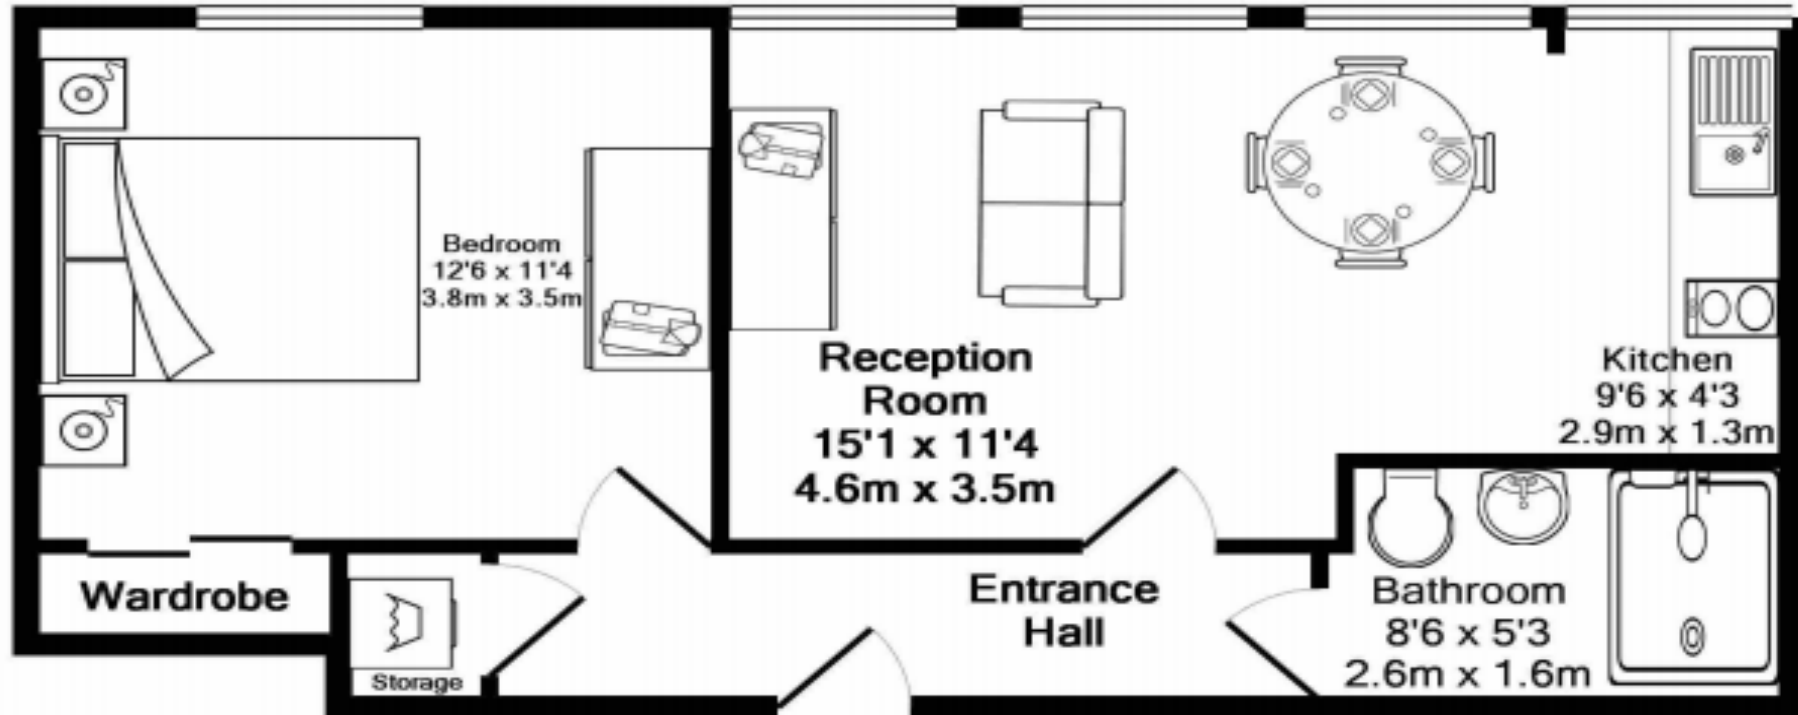 Bedroom
12'6 x 11'4
3.8m x 3.5m
Reception
Room
15'1 x 11'4
4.6m x 3.5m
Kitchen
9'6 x 4'3
2.9m x 1.3m
Wardrobe
Storage
Entrance
Hall
Bathroom
8'6 x 5'3
2.6m x 1.6m